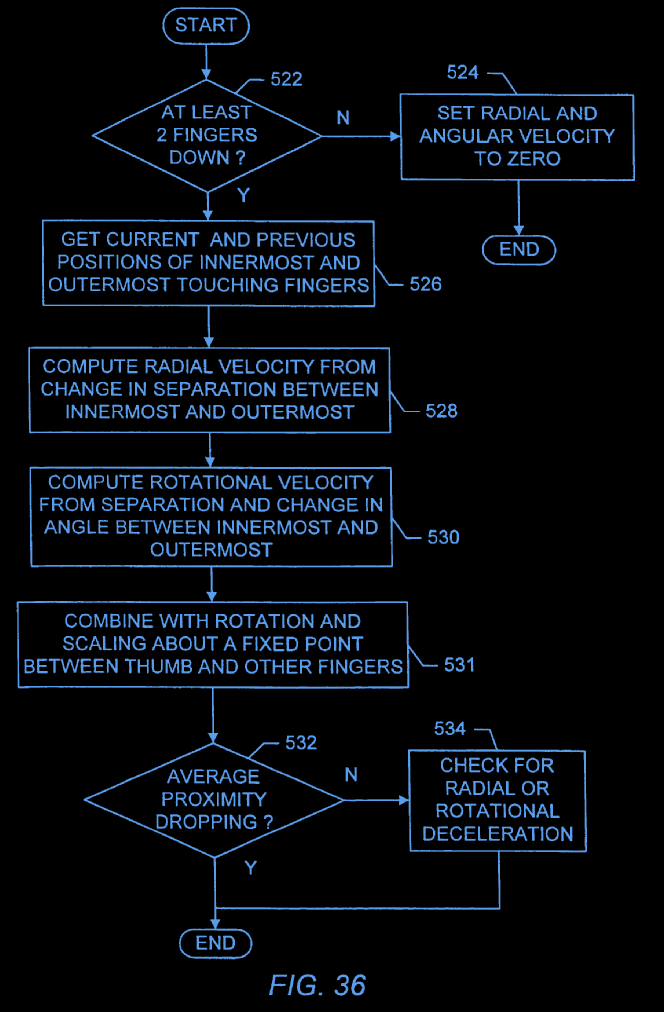 START
522
AT LEAST
2 FINGERS
DOWN ?
N
Y
524
SET RADIAL AND
ANGULAR VELOCITY
TO ZERO
END
GET CURRENT AND PREVIOUS
POSITIONS OF INNERMOST AND
OUTERMOST TOUCHING FINGERS
526
COMPUTE RADIAL VELOCITY FROM
CHANGE IN SEPARATION BETWEEN
INNERMOST AND OUTERMOST
528
COMPUTE ROTATIONAL VELOCITY
FROM SEPARATION AND CHANGE IN
ANGLE BETWEEN INNERMOST AND
OUTERMOST
530
COMBINE WITH ROTATION AND
SCALING ABOUT A FIXED POINT
BETWEEN THUMB AND OTHER FINGERS
531
532
AVERAGE
PROXIMITY
DROPPING ?
N
Y
534
CHECK FOR
RADIAL OR
ROTATIONAL
DECELERATION
END
FIG. 36